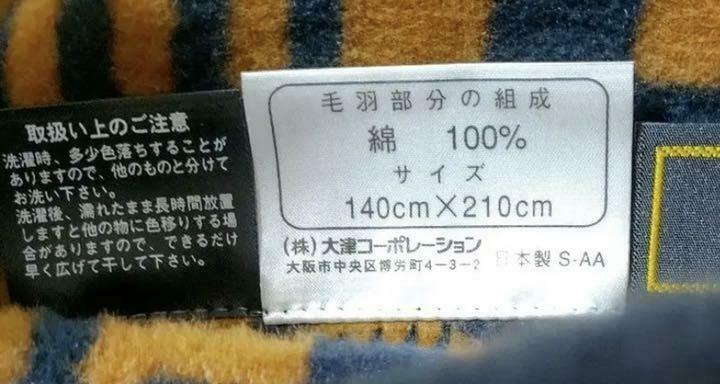 取扱い上のご注意
洗濯時、多少色落ちすることが
ありますので、他のものと分けて
お洗い下さい。
洗濯後、濡れたまま長時間放置
しますと他の物に色移りする場
合がありますので、できるだけ
早く広げて干して下さい。
毛羽部分の組成
綿 100%
サイズ
140cm×210cm
(株)大津コーポレーション
大阪市中央区博労町4-3-2 日本製 S-AA